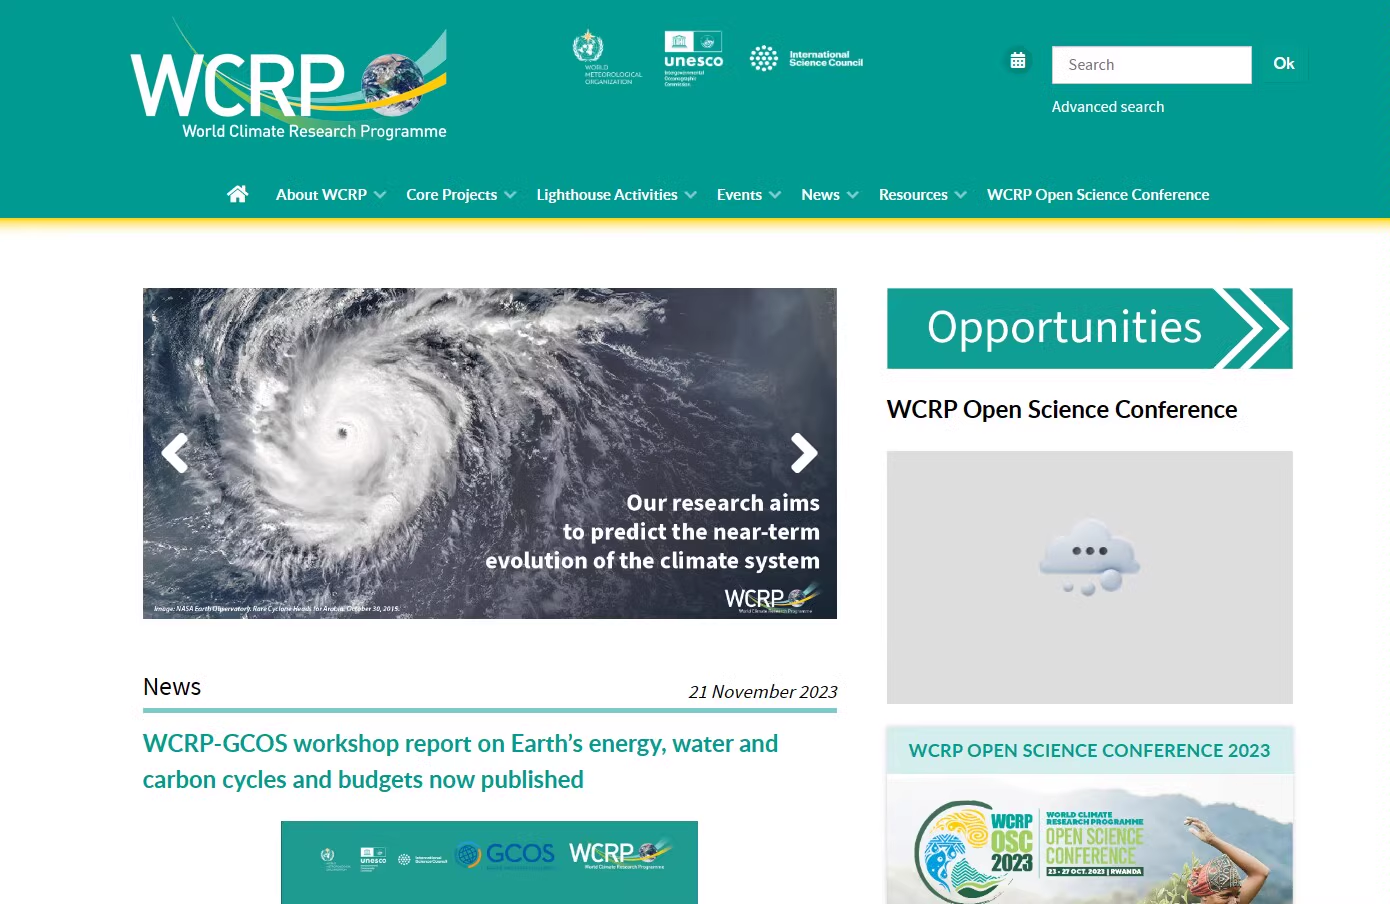 WCRP
World Climate Research Programme
WORLD
METEOROLOGICAL
ORGANIZATION
unesco
Intergovernmental
Oceanographic
Commission
International
Science Council
Search
Ok
Advanced search
About WCRP
Core Projects
Lighthouse Activities
Events
News
Resources
WCRP Open Science Conference
Our research aims
to predict the near-term
evolution of the climate system
WCRP
World Climate Research Programme
Image: NASA Earth Observatory. Rare Cyclone Heads for Arabia. October 30, 2015.
Opportunities
WCRP Open Science Conference
News
21 November 2023
WCRP-GCOS workshop report on Earth’s energy, water and
carbon cycles and budgets now published
unesco
International
Science Council
GCOS
WCRP
World Climate Research Programme
WCRP OPEN SCIENCE CONFERENCE 2023
WCRP
OSC
2023
WORLD CLIMATE
RESEARCH PROGRAMME
OPEN SCIENCE
CONFERENCE
23 - 27 OCT. 2023 | RWANDA